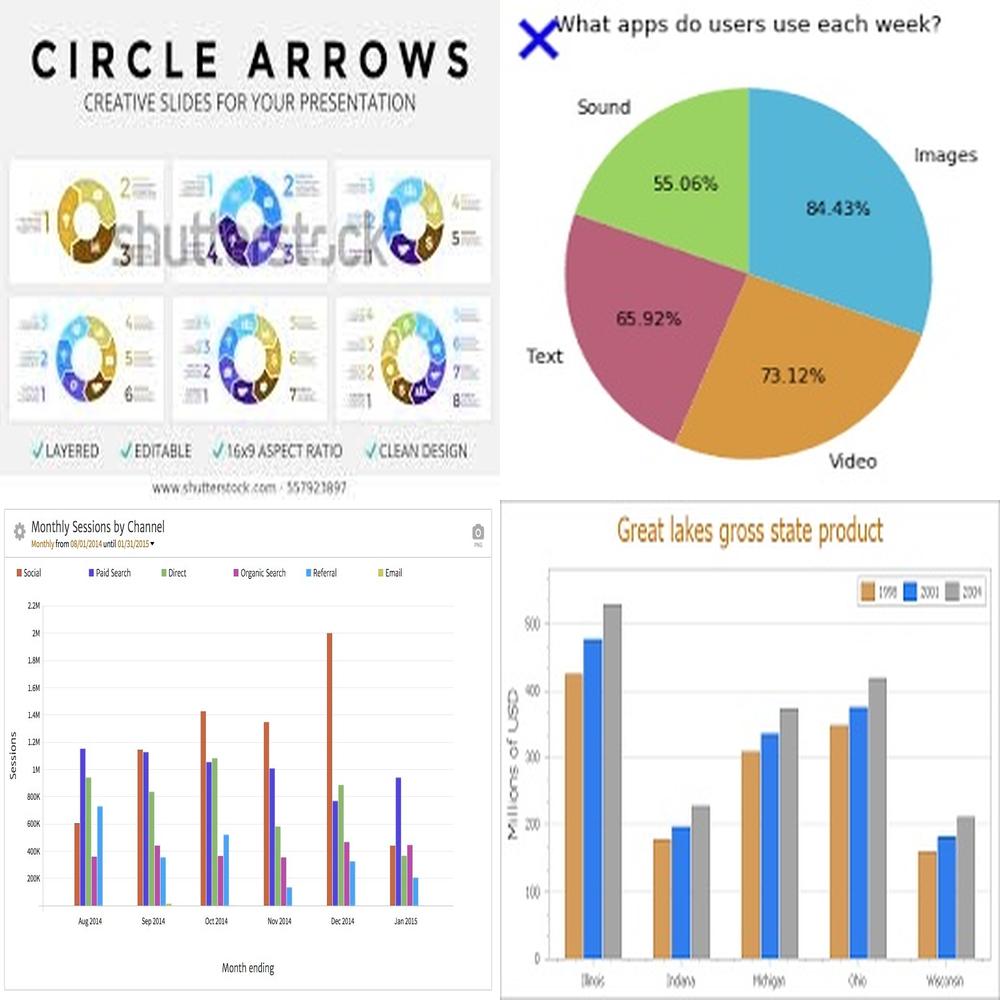 CIRCLE ARROWS
CREATIVE SLIDES FOR YOUR PRESENTATION
1 2 3
1 2 3 4
3 4 5
shutterstock
1 2 3 4 5 6
1 2 3 5 6 7
1 2 3 4 5 6 7 8
LAYERED EDITABLE 16x9 ASPECT RATIO CLEAN DESIGN
www.shutterstock.com · 557923897
What apps do users use each week?
Sound
Images
55.06%
84.43%
65.92%
Text
73.12%
Video
Monthly Sessions by Channel
Monthly from 08/01/2014 until 01/31/2015
PNG
Social Paid Search Direct Organic Search Referral Email
2.2M
2M
1.8M
1.6M
1.4M
1.2M
1M
800K
600K
400K
200K
Sessions
Aug 2014 Sep 2014 Oct 2014 Nov 2014 Dec 2014 Jan 2015
Month ending
Great lakes gross state product
1998 2001 2004
500
400
300
200
100
0
Millions of USD
Illinois Indiana Michigan Ohio Wisconsin